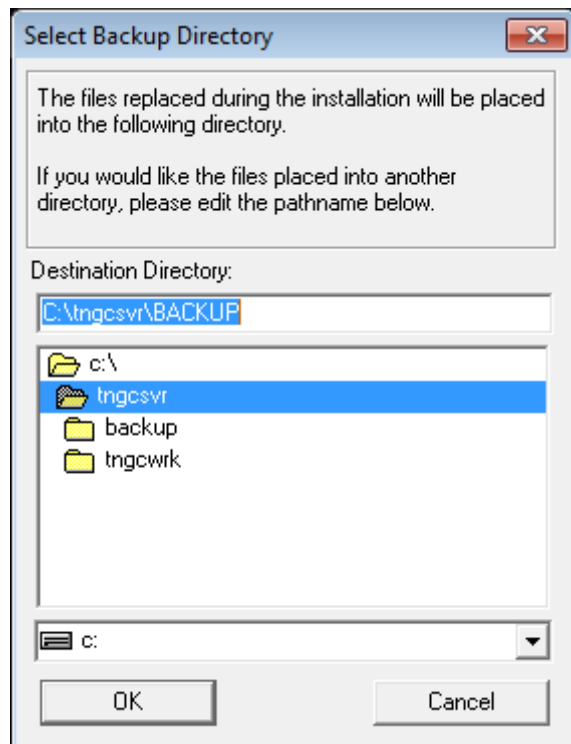 Select Backup Directory
The files replaced during the installation will be placed
into the following directory.
If you would like the files placed into another
directory, please edit the pathname below.
Destination Directory:
C:\tngcsvr\BACKUP
c:\
tngcsvr
backup
tngcwrk
c:
OK
Cancel